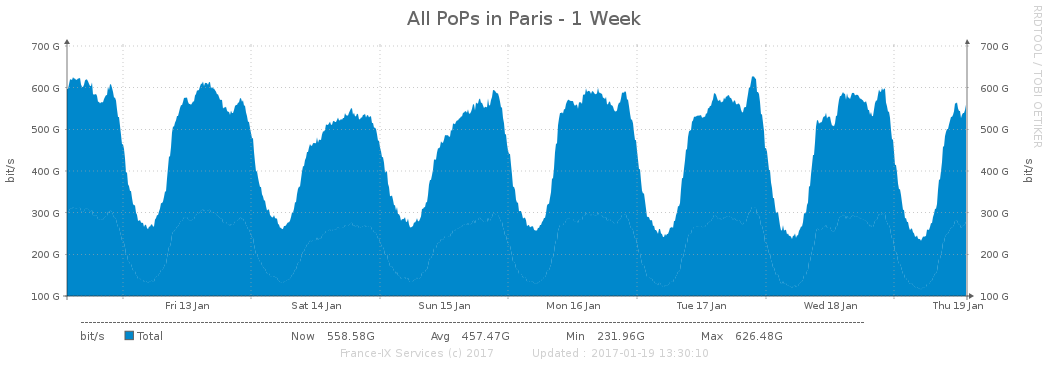 All PoPs in Paris - 1 Week
RRDTOOL / TOBI OETIKER
700 G 700 G
600 G 600 G
500 G 500 G
400 G 400 G
300 G 300 G
200 G 200 G
100 G 100 G
bit/s bit/s
Fri 13 Jan Sat 14 Jan Sun 15 Jan Mon 16 Jan Tue 17 Jan Wed 18 Jan Thu 19 Jan
bit/s Total Now 558.58G Avg 457.47G Min 231.96G Max 626.48G
France-IX Services (c) 2017 Updated : 2017-01-19 13:30:10